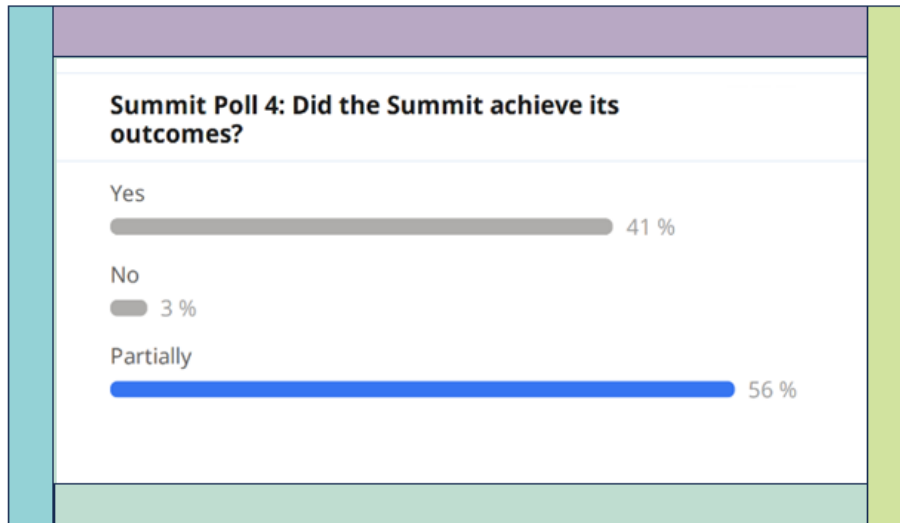 Summit Poll 4: Did the Summit achieve its
outcomes?
Yes
41 %
No
3 %
Partially
56 %